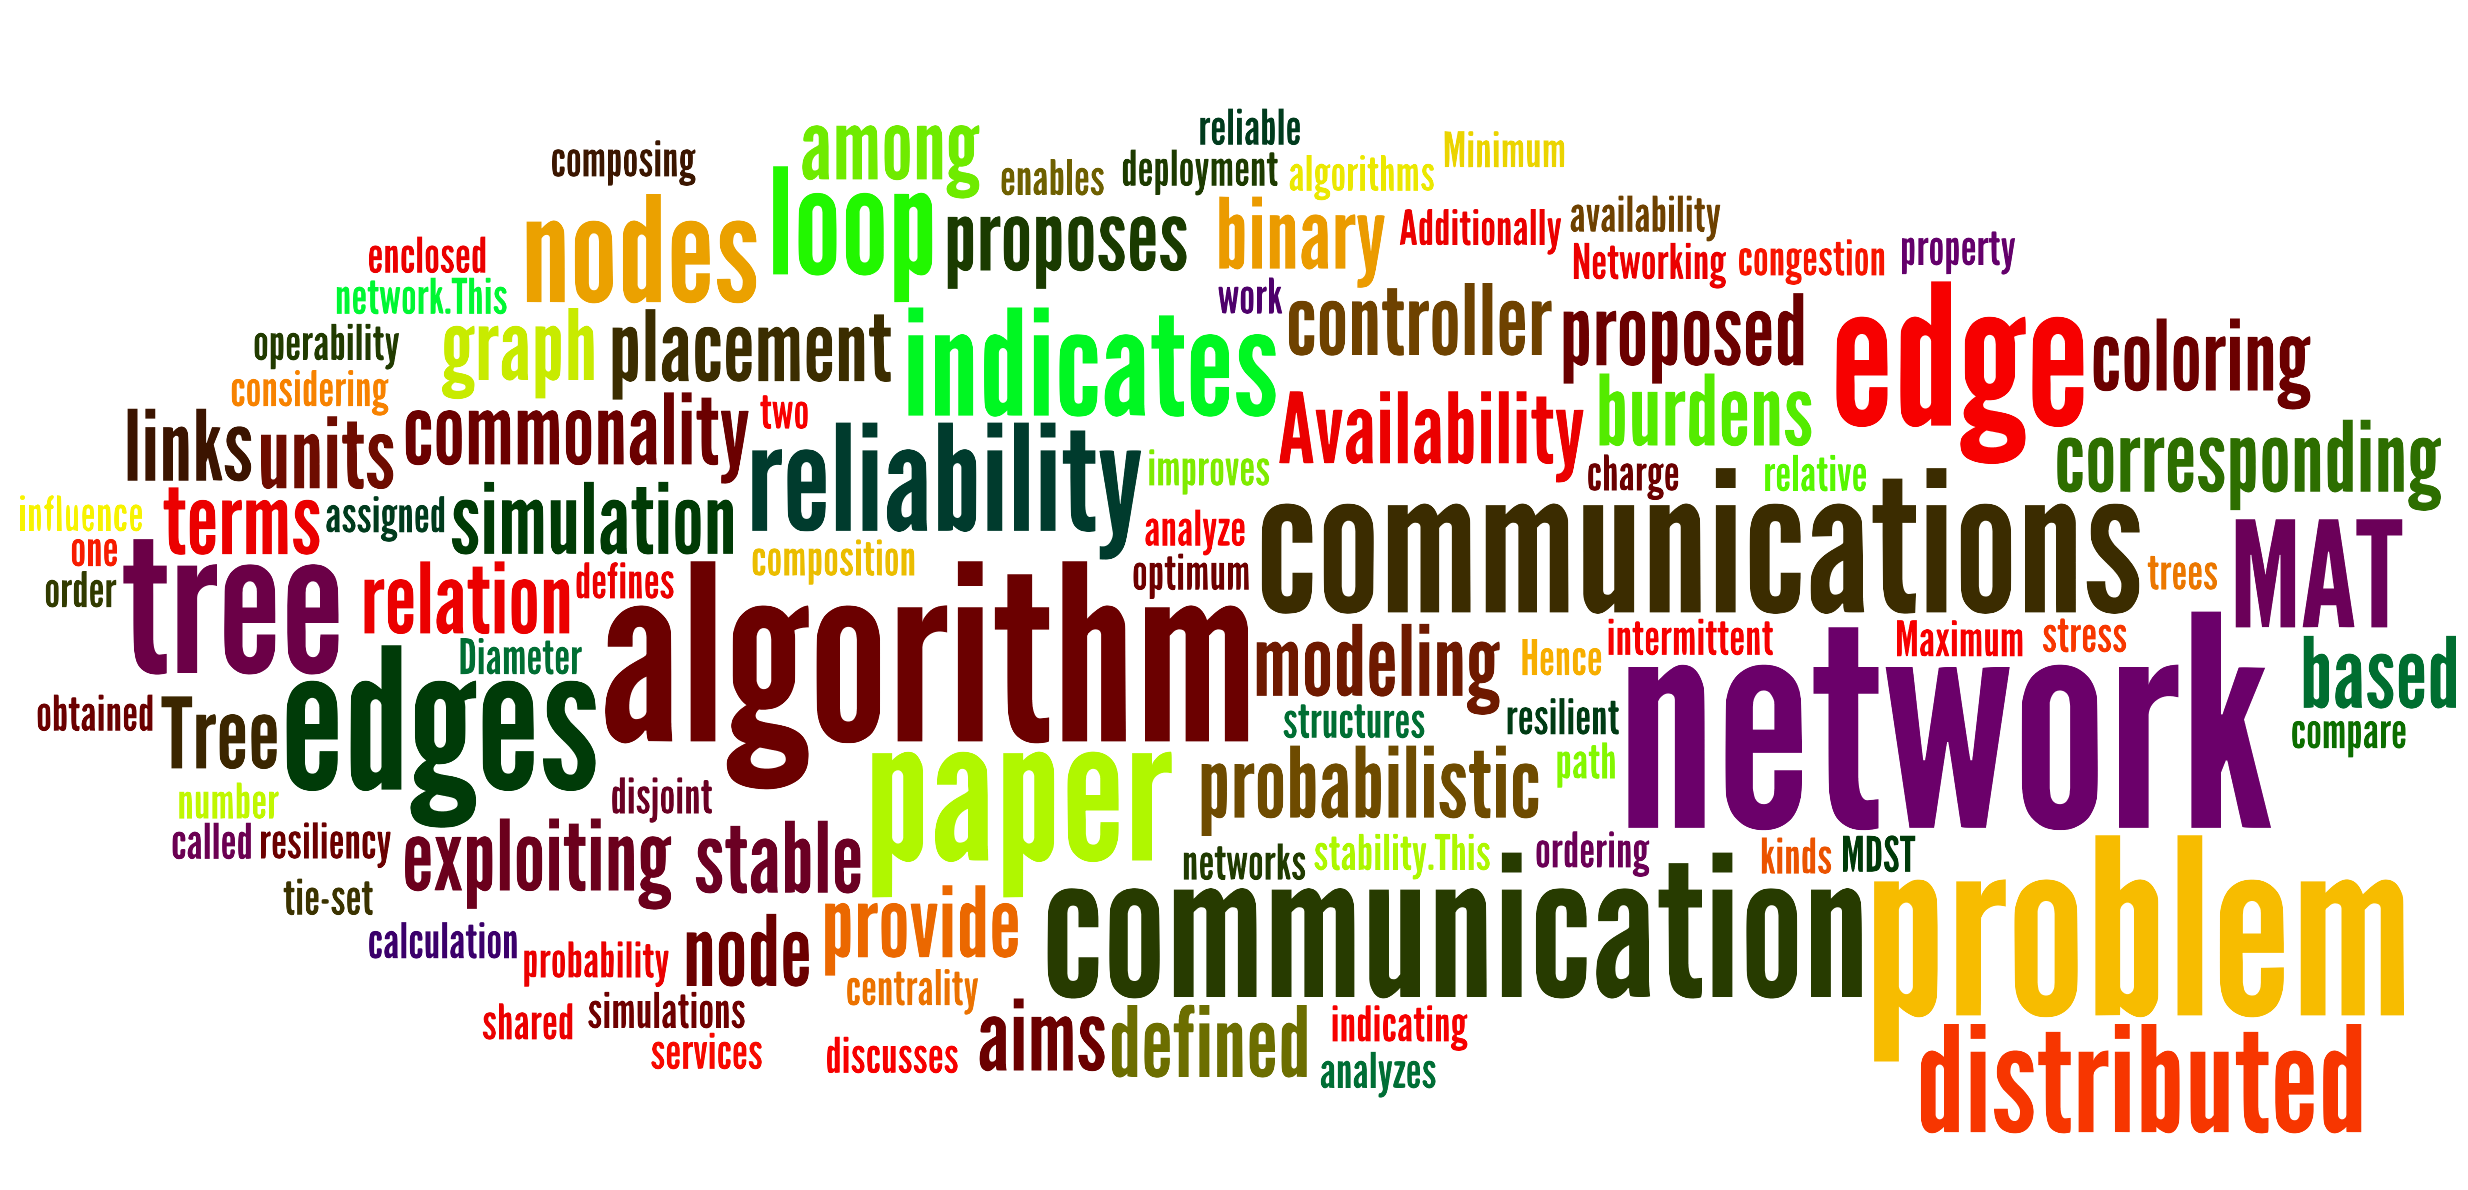 reliable
among
Minimum
composing
enables
deployment
algorithms
nodes
loop
proposes
binary
Additionally
availability
enclosed
Networking
congestion
property
network.This
work
controller
operability
graph
placement
indicates
proposed
edge
coloring
considering
links
units
commonality
two
reliability
improves
Availability
burdens
charge
relative
corresponding
influence
terms
assigned
simulation
analyze
communications
MAT
one
order
tree
relation
defines
composition
optimum
trees
algorithm
Diameter
modeling
Hence
intermittent
Maximum
stress
network
based
obtained
Tree
edges
structures
resilient
compare
paper
probabilistic
path
number
disjoint
called
resiliency
exploiting
stable
networks
stability.This
ordering
kinds
MDST
problem
tie-set
provide
communication
calculation
probability
node
centrality
shared
simulations
services
discusses
aims
defined
indicating
analyzes
distributed